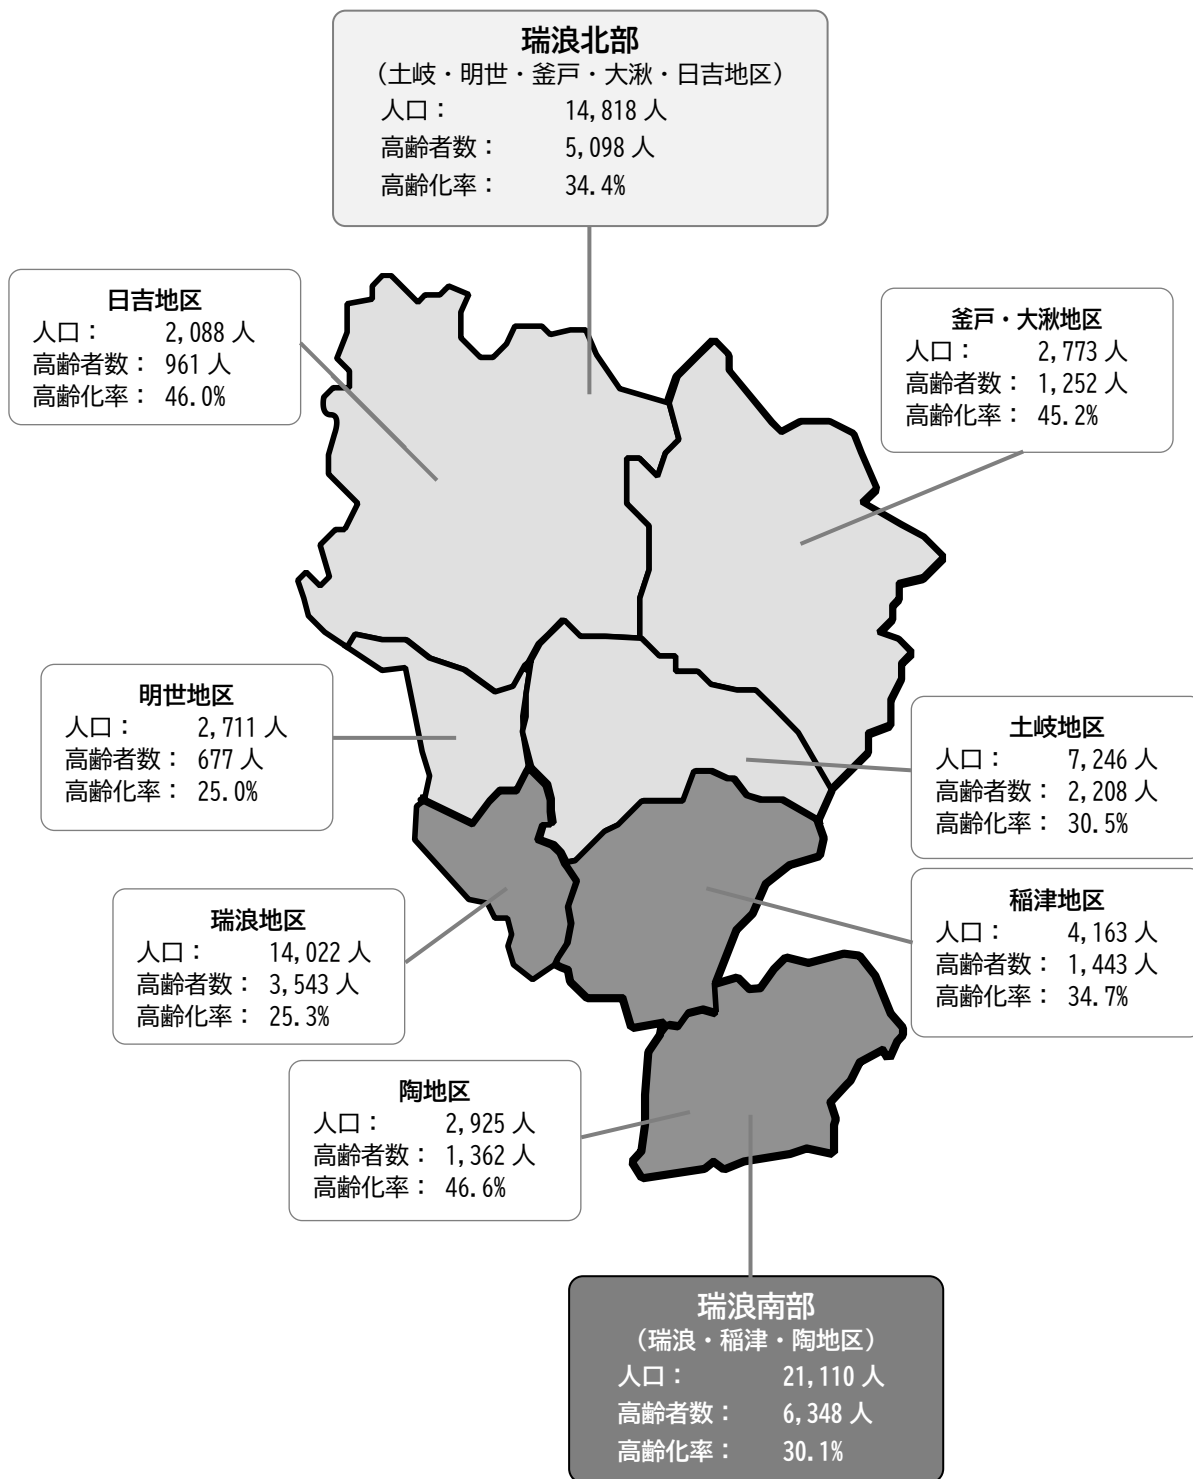 瑞浪北部
（土岐・明世・釜戸・大湫・日吉地区）
人口： 14,818 人
高齢者数： 5,098 人
高齢化率： 34.4%
日吉地区
人口： 2,088 人
高齢者数： 961 人
高齢化率： 46.0%
釜戸・大湫地区
人口： 2,773 人
高齢者数： 1,252 人
高齢化率： 45.2%
明世地区
人口： 2,711 人
高齢者数： 677 人
高齢化率： 25.0%
土岐地区
人口： 7,246 人
高齢者数： 2,208 人
高齢化率： 30.5%
瑞浪地区
人口： 14,022 人
高齢者数： 3,543 人
高齢化率： 25.3%
稲津地区
人口： 4,163 人
高齢者数： 1,443 人
高齢化率： 34.7%
陶地区
人口： 2,925 人
高齢者数： 1,362 人
高齢化率： 46.6%
瑞浪南部
（瑞浪・稲津・陶地区）
人口： 21,110 人
高齢者数： 6,348 人
高齢化率： 30.1%